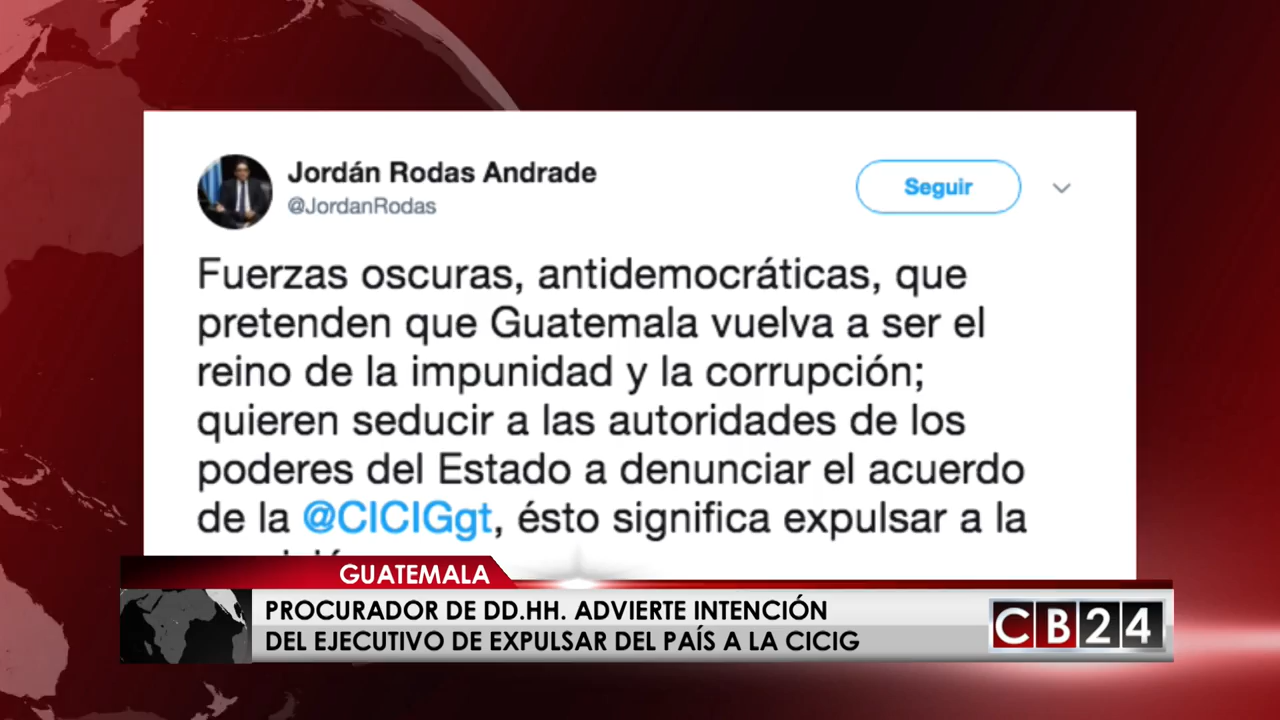 Jordán Rodas Andrade
@JordanRodas
Seguir
Fuerzas oscuras, antidemocráticas, que
pretenden que Guatemala vuelva a ser el
reino de la impunidad y la corrupción;
quieren seducir a las autoridades de los
poderes del Estado a denunciar el acuerdo
de la @CICIGgt, ésto significa expulsar a la
GUATEMALA
PROCURADOR DE DD.HH. ADVIERTE INTENCIÓN
DEL EJECUTIVO DE EXPULSAR DEL PAÍS A LA CICIG
CB24